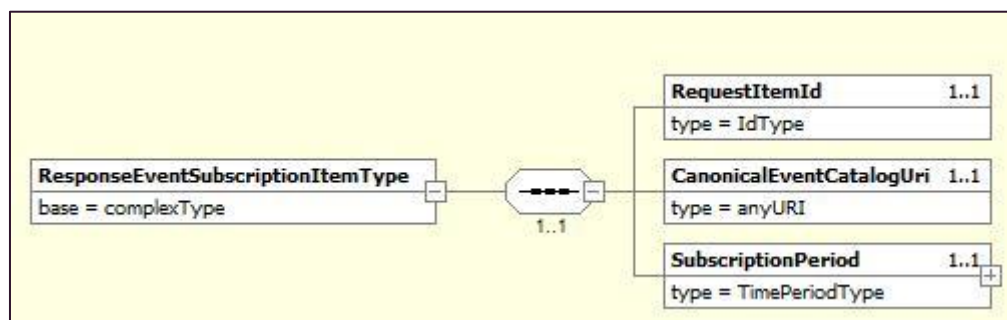 RequestItemId 1..1
type = IdType
ResponseEventSubscriptionItemType
base = complexType
1..1
CanonicalEventCatalogUri 1..1
type = anyURI
SubscriptionPeriod 1..1
type = TimePeriodType